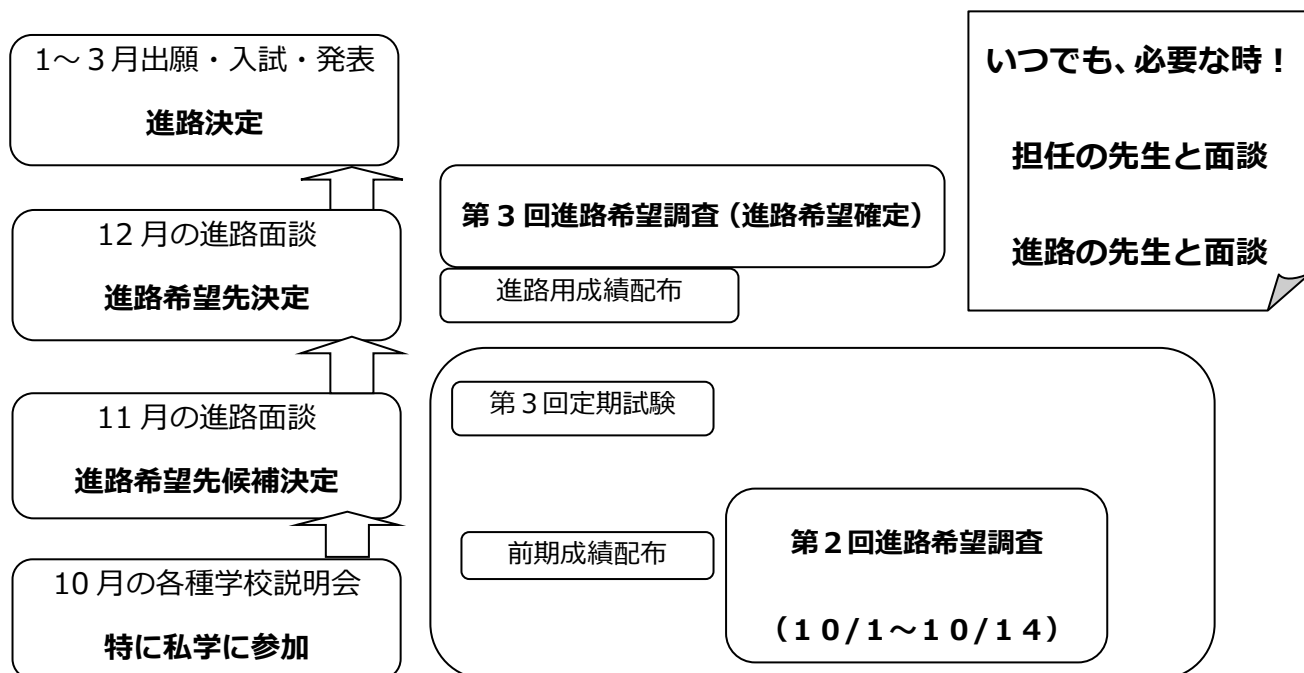 1～３月出願・入試・発表
進路決定
12 月の進路面談
進路希望先決定
11 月の進路面談
進路希望先候補決定
10 月の各種学校説明会
特に私学に参加
第３回進路希望調査（進路希望確定）
進路用成績配布
第３回定期試験
前期成績配布
第２回進路希望調査
（１０/１～１０/１４）
いつでも、必要な時！
担任の先生と面談
進路の先生と面談